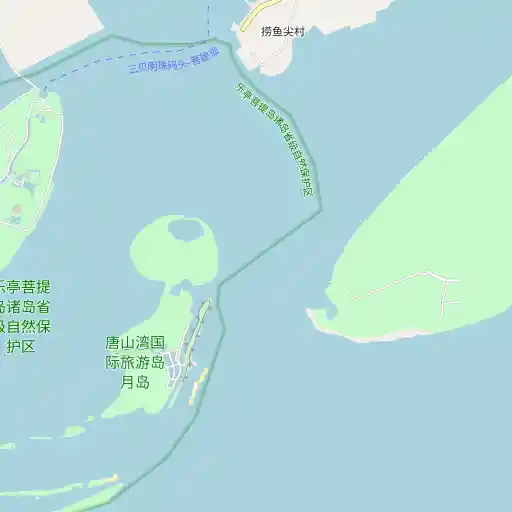 捞鱼尖村
三贝明珠码头-菩提岛
乐亭菩提岛诸岛省级自然保护区
乐亭菩提
岛诸岛省
级自然保
护区
唐山湾国
际旅游岛
月岛